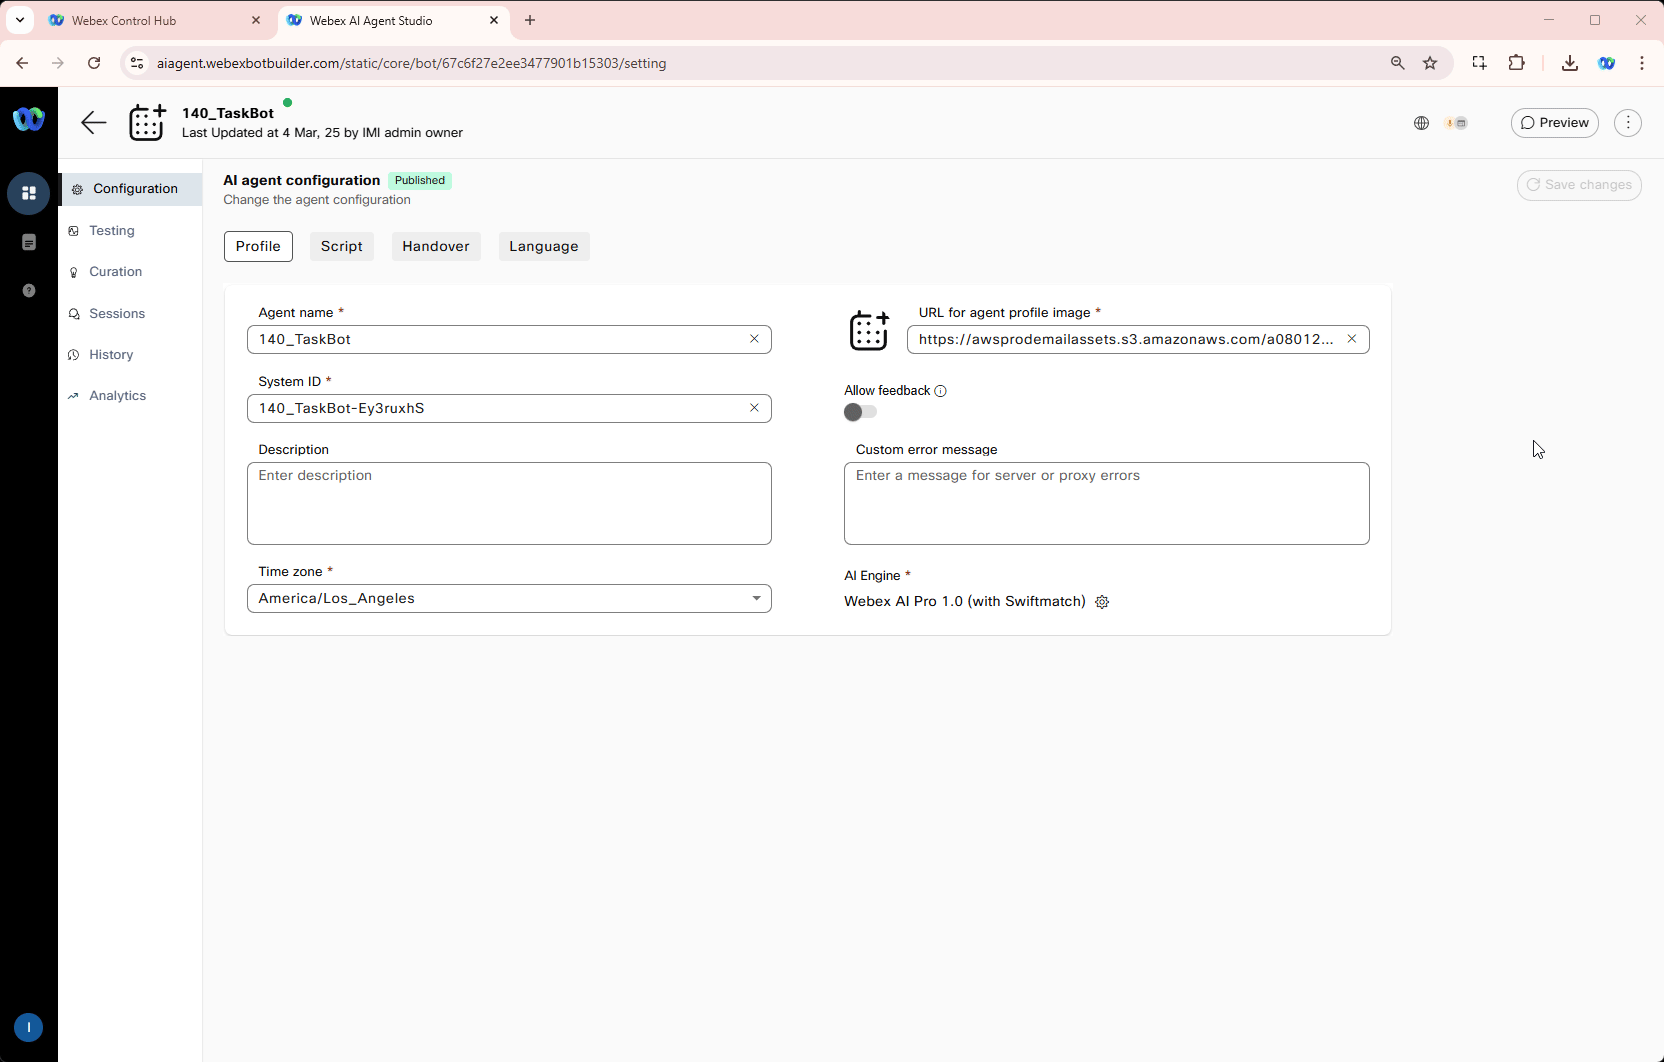 Webex Control Hub
Webex AI Agent Studio
aiagent.webexbotbuilder.com/static/core/bot/67c6f27e2ee3477901b15303/setting
140_TaskBot
Last Updated at 4 Mar, 25 by IMI admin owner
Preview
Configuration
Testing
Curation
Sessions
History
Analytics
AI agent configuration
Published
Change the agent configuration
Save changes
Profile
Script
Handover
Language
Agent name *
140_TaskBot
URL for agent profile image *
https://awsprodemailassets.s3.amazonaws.com/a08012...
System ID *
140_TaskBot-Ey3ruxhS
Allow feedback
Description
Enter description
Custom error message
Enter a message for server or proxy errors
Time zone *
America/Los_Angeles
AI Engine *
Webex AI Pro 1.0 (with Swiftmatch)
I